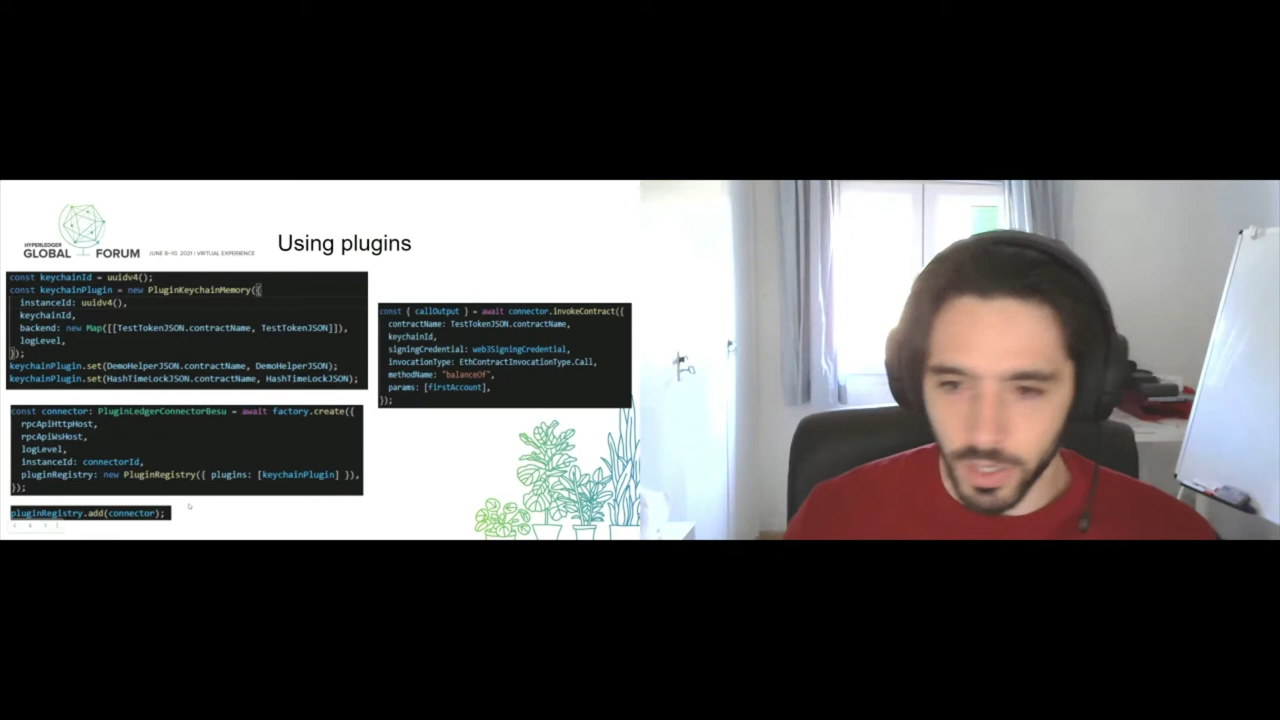 HYPERLEDGER
GLOBAL FORUM
JUNE 8-10, 2021 | VIRTUAL EXPERIENCE
Using plugins
const keychainId = uuidv4();
const keychainPlugin = new PluginKeychainMemory({
instanceId: uuidv4(),
keychainId,
backend: new Map([[TestTokenJSON.contractName, TestTokenJSON]]),
logLevel,
});
keychainPlugin.set(DemoHelperJSON.contractName, DemoHelperJSON);
keychainPlugin.set(HashTimeLockJSON.contractName, HashTimeLockJSON);
const connector: PluginLedgerConnectorBesu = await factory.create({
rpcApiHttpHost,
rpcApiWsHost,
logLevel,
instanceId: connectorId,
pluginRegistry: new PluginRegistry({ plugins: [keychainPlugin] }),
});
pluginRegistry.add(connector);
const { callOutput } = await connector.invokeContract({
contractName: TestTokenJSON.contractName,
keychainId,
signingCredential: web3SigningCredential,
invocationType: EthContractInvocationType.Call,
methodName: "balanceOf",
params: [firstAccount],
});